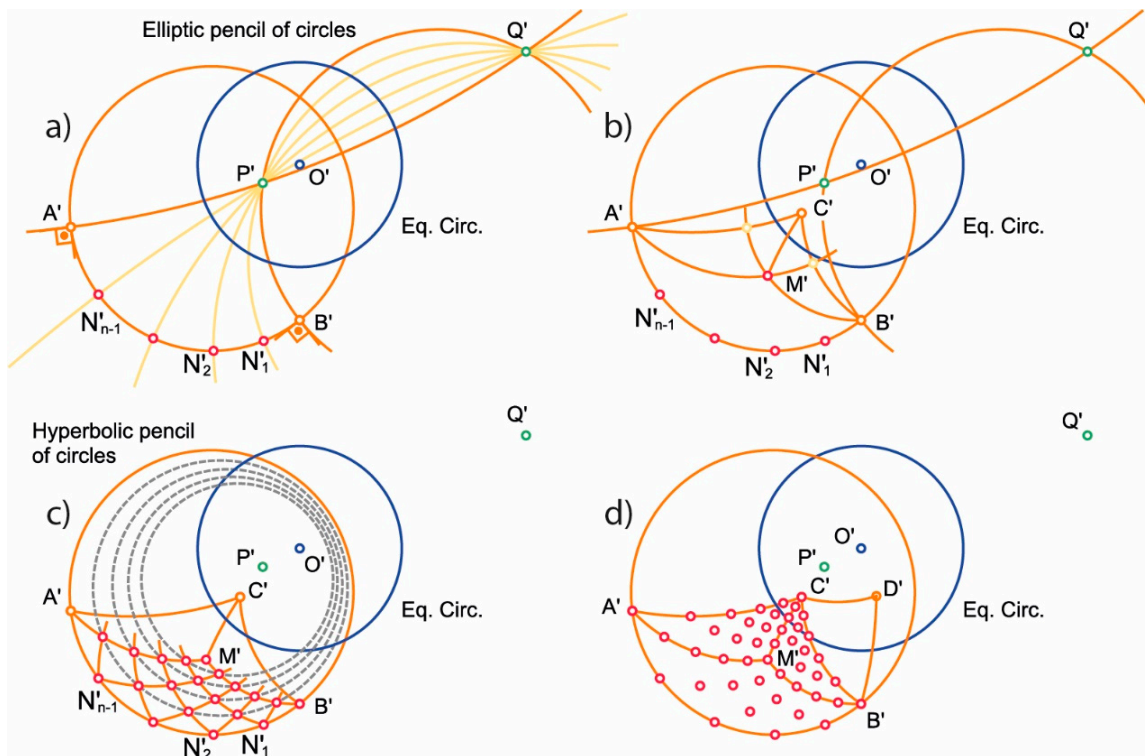 Elliptic pencil of circles
Q'
a)
P'
O'
A'
Eq. Circ.
N'n-1
B'
N'2
N'1
Q'
b)
P'
O'
C'
A'
Eq. Circ.
M'
N'n-1
B'
N'2
N'1
Hyperbolic pencil
of circles
Q'
c)
P'
O'
C'
A'
Eq. Circ.
M'
N'n-1
B'
N'2
N'1
Q'
d)
O'
P'
C'
D'
A'
Eq. Circ.
M'
B'